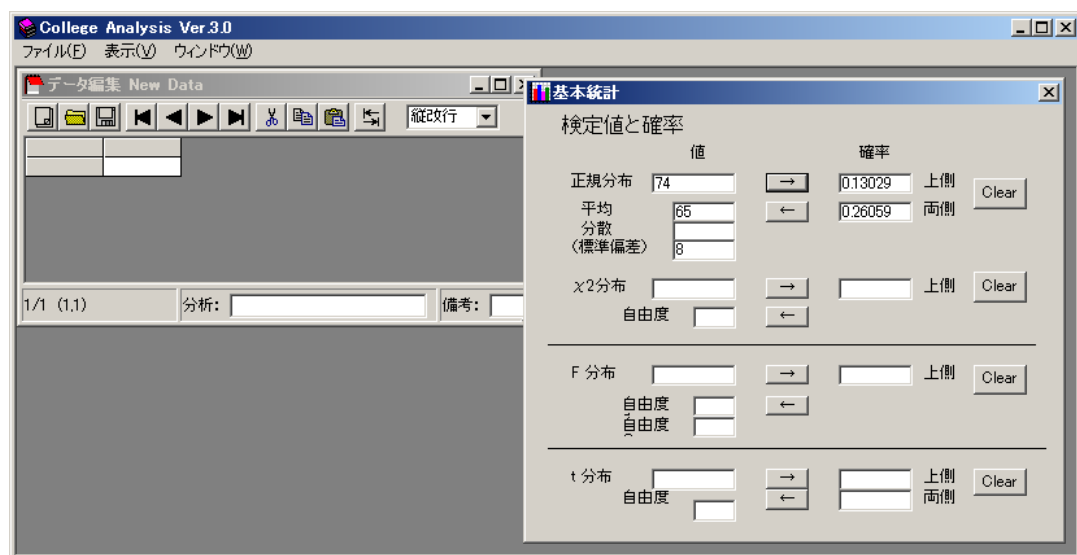 College Analysis Ver.3.0
ファイル(F) 表示(V) ウィンドウ(W)
データ編集 New Data
縦改行
1/1 (1,1) 分析: 備考:
基本統計
検定値と確率
値 確率
正規分布 74 → 0.13029 上側 Clear
平均 65 ← 0.26059 両側
分散
(標準偏差) 8
χ2分布 → 上側 Clear
自由度 ←
F 分布 → 上側 Clear
自由度 ←
自由度
t 分布 → 上側 Clear
自由度 ← 両側